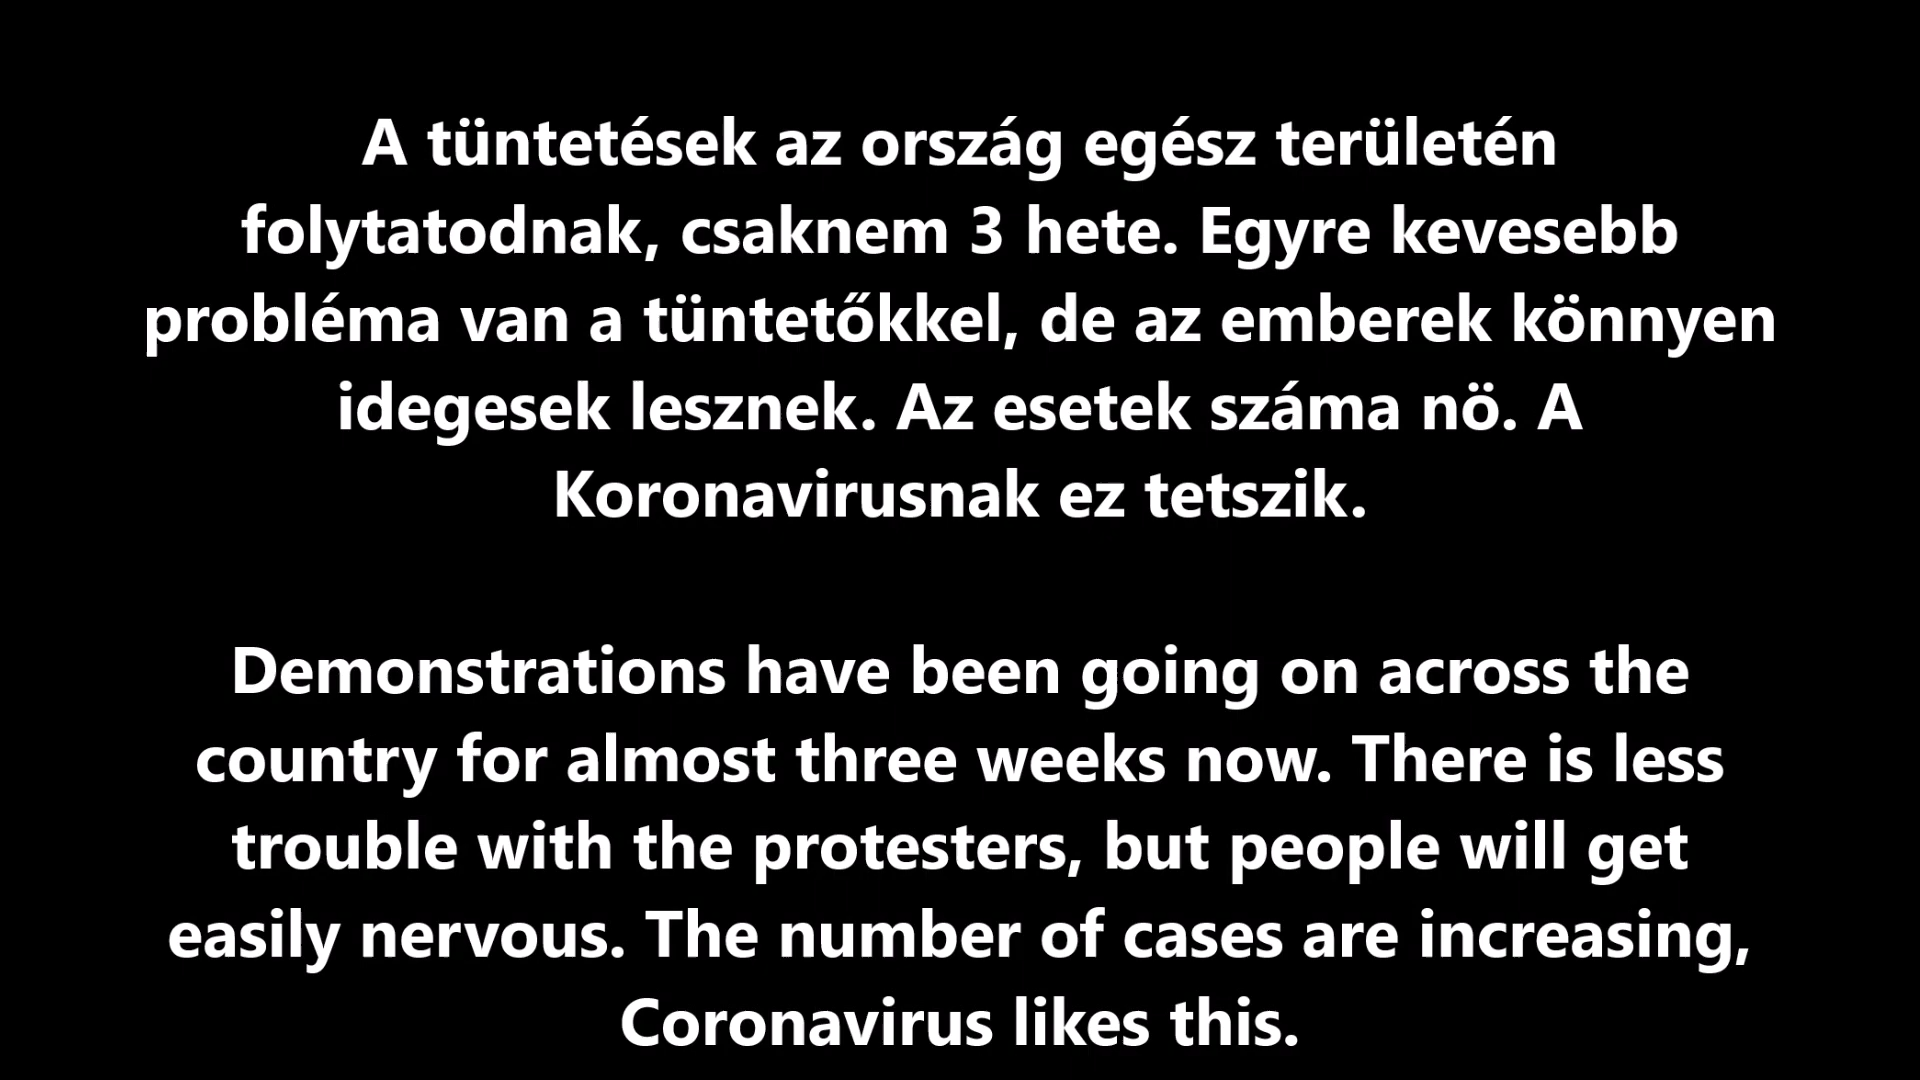 A tüntetések az ország egész területén
folytatodnak, csaknem 3 hete. Egyre kevesebb
probléma van a tüntetőkkel, de az emberek könnyen
idegesek lesznek. Az esetek száma nö. A
Koronavirusnak ez tetszik.
Demonstrations have been going on across the
country for almost three weeks now. There is less
trouble with the protesters, but people will get
easily nervous. The number of cases are increasing,
Coronavirus likes this.